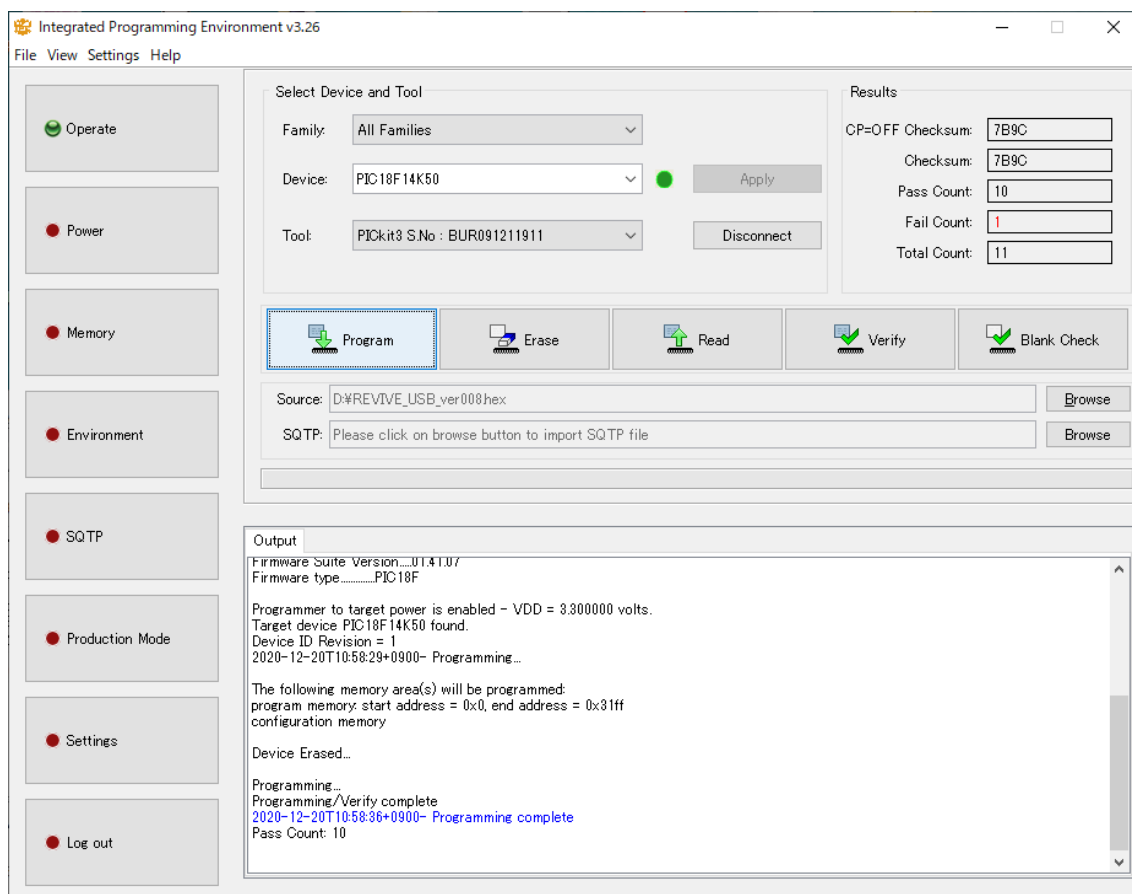 Integrated Programming Environment v3.26
File View Settings Help
Operate
Power
Memory
Environment
SQTP
Production Mode
Settings
Log out
Select Device and Tool
Family: All Families
Device: PIC18F14K50 Apply
Tool: PICkit3 S.No : BUR091211911 Disconnect
Results
CP=OFF Checksum: 7B9C
Checksum: 7B9C
Pass Count: 10
Fail Count: 1
Total Count: 11
Program Erase Read Verify Blank Check
Source: D:¥REVIVE_USB_ver008.hex Browse
SQTP: Please click on browse button to import SQTP file Browse
Output
Firmware Suite Version.....01.41.07
Firmware type..............PIC18F
Programmer to target power is enabled - VDD = 3.300000 volts.
Target device PIC18F14K50 found.
Device ID Revision = 1
2020-12-20T10:58:29+0900- Programming...
The following memory area(s) will be programmed:
program memory: start address = 0x0, end address = 0x31ff
configuration memory
Device Erased...
Programming...
Programming/Verify complete
2020-12-20T10:58:36+0900- Programming complete
Pass Count: 10